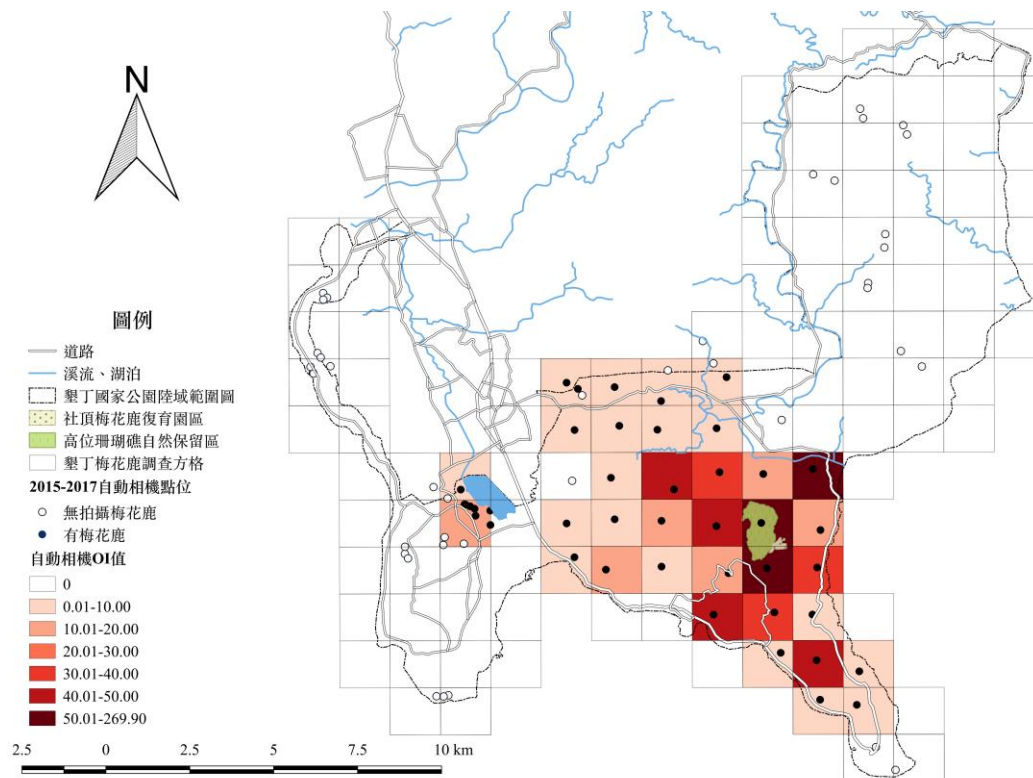 N
圖例
道路
溪流、湖泊
墾丁國家公園陸域範圍圖
社頂梅花鹿復育園區
高位珊瑚礁自然保留區
墾丁梅花鹿調查方格
2015-2017自動相機點位
無拍攝梅花鹿
有梅花鹿
自動相機OI值
0
0.01-10.00
10.01-20.00
20.01-30.00
30.01-40.00
40.01-50.00
50.01-269.90
2.5 0 2.5 5 7.5 10 km